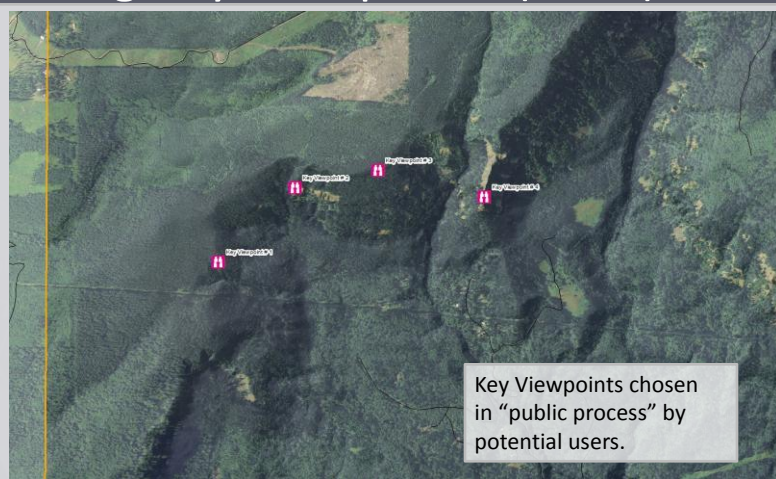 Key Viewpoint # 3
Key Viewpoint # 2
Key Viewpoint # 4
Key Viewpoint # 1
Key Viewpoints chosen
in “public process” by
potential users.